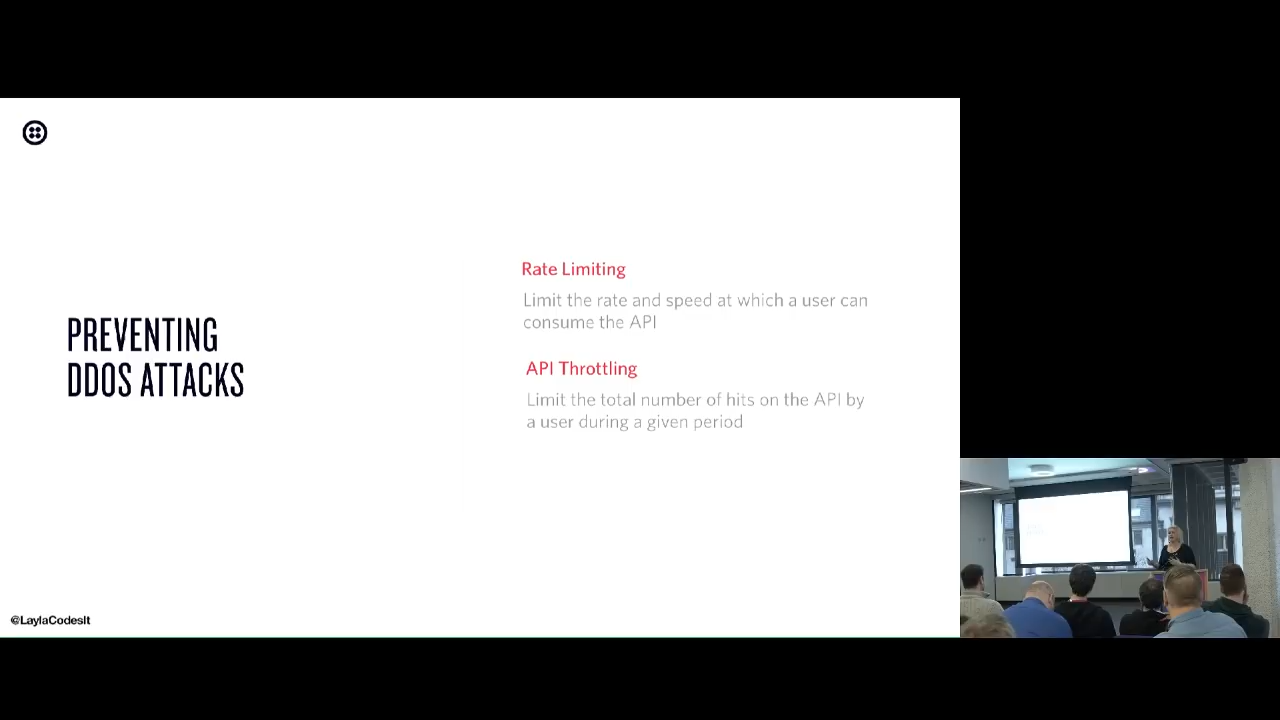 PREVENTING
DDOS ATTACKS
Rate Limiting
Limit the rate and speed at which a user can
consume the API
API Throttling
Limit the total number of hits on the API by
a user during a given period
@LaylaCodesIt